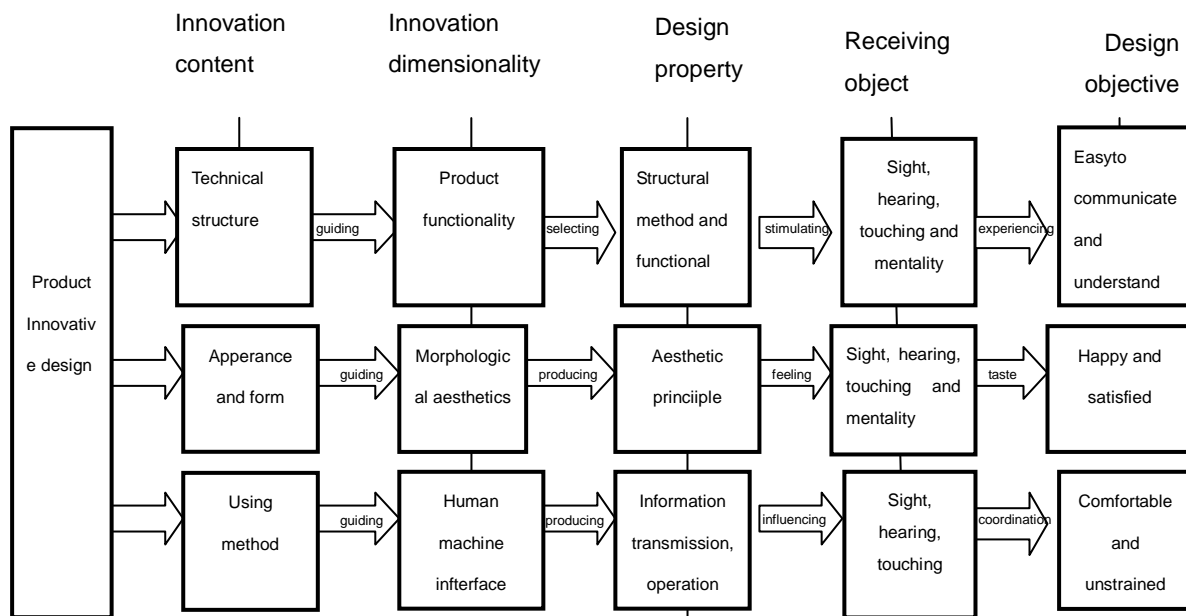 Innovation
content
Innovation
dimensionality
Design
property
Receiving
object
Design
objective
Product
Innovativ
e design
Technical
structure
guiding
Product
functionality
selecting
Structural
method and
functional
stimulating
Sight,
hearing,
touching and
mentality
experiencing
Easyto
communicate
and
understand
Apperance
and form
guiding
Morphologic
al aesthetics
producing
Aesthetic
princiiple
feeling
Sight, hearing,
touching and
mentality
taste
Happy and
satisfied
Using
method
guiding
Human
machine
infterface
producing
Information
transmission,
operation
influencing
Sight,
hearing,
touching
coordination
Comfortable
and
unstrained